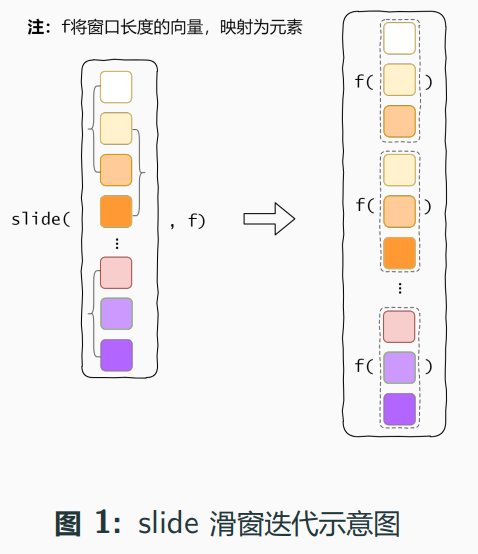 注：f将窗口长度的向量，映射为元素
slide(
, f)
f( )
f( )
f( )
图 1: slide 滑窗迭代示意图